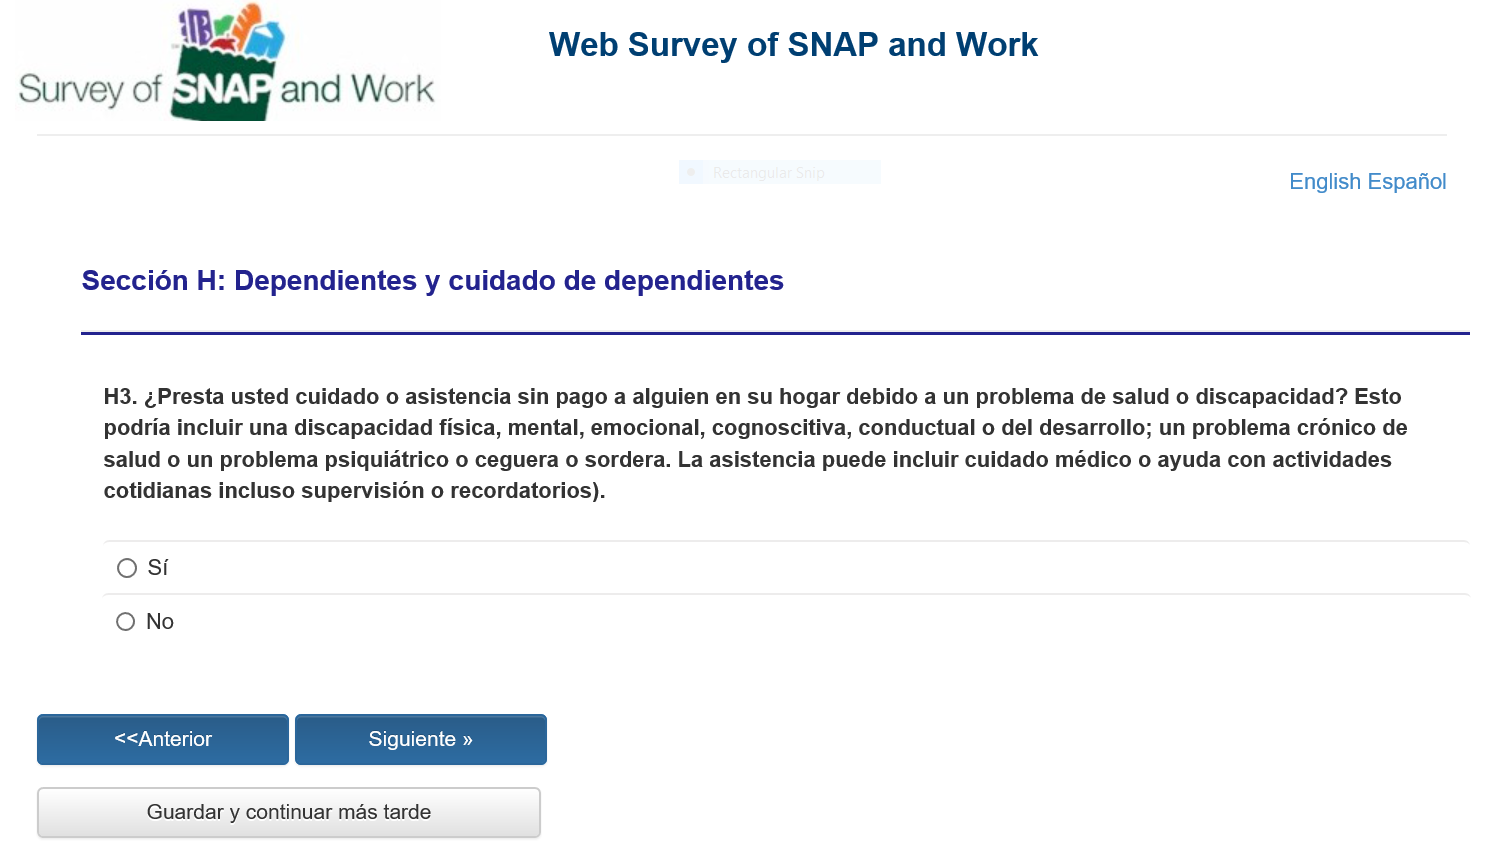 Survey of SNAP and Work
Web Survey of SNAP and Work
Rectangular Snip
English Español
Sección H: Dependientes y cuidado de dependientes
H3. ¿Presta usted cuidado o asistencia sin pago a alguien en su hogar debido a un problema de salud o discapacidad? Esto
podría incluir una discapacidad física, mental, emocional, cognoscitiva, conductual o del desarrollo; un problema crónico de
salud o un problema psiquiátrico o ceguera o sordera. La asistencia puede incluir cuidado médico o ayuda con actividades
cotidianas incluso supervisión o recordatorios).
Sí
No
<<Anterior
Siguiente »
Guardar y continuar más tarde